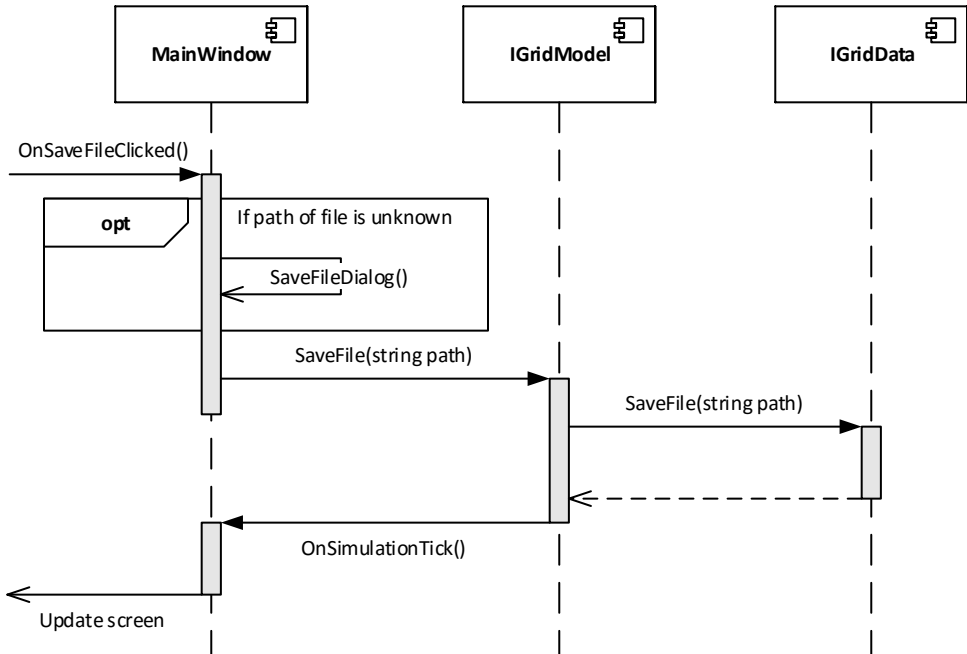 MainWindow
IGridModel
IGridData
OnSaveFileClicked()
opt
If path of file is unknown
SaveFileDialog()
SaveFile(string path)
SaveFile(string path)
OnSimulationTick()
Update screen